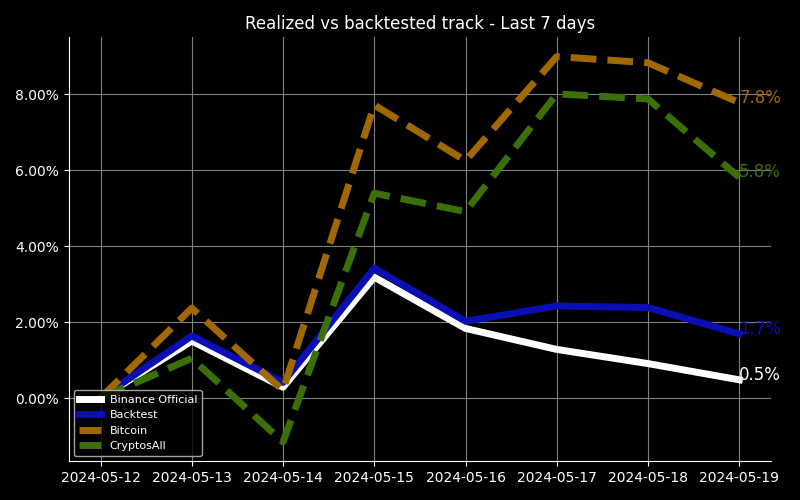 Realized vs backtested track - Last 7 days
8.00%
6.00%
4.00%
2.00%
0.00%
7.8%
5.8%
1.7%
0.5%
Binance Official
Backtest
Bitcoin
CryptosAll
2024-05-12 2024-05-13 2024-05-14 2024-05-15 2024-05-16 2024-05-17 2024-05-18 2024-05-19